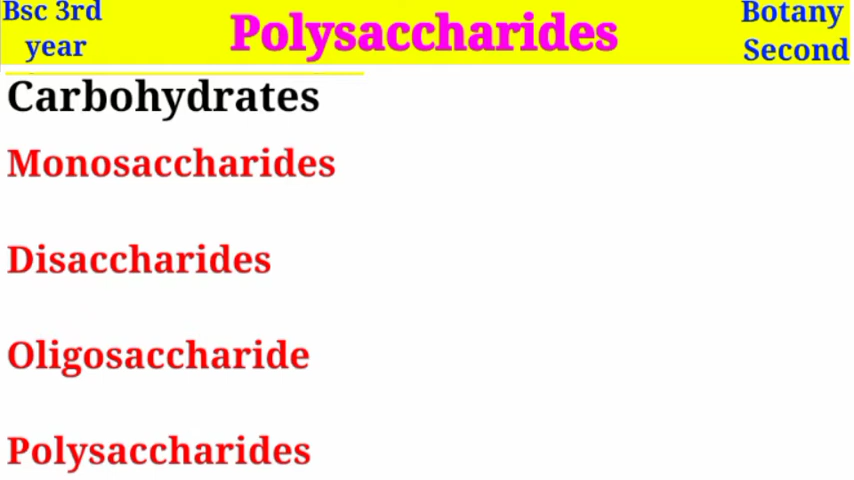 Bsc 3rd
year
Polysaccharides
Botany
Second
Carbohydrates
Monosaccharides
Disaccharides
Oligosaccharide
Polysaccharides